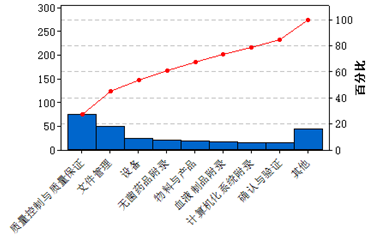 300
250
200
150
100
50
0
100
80
60
40
20
0
百分比
质量控制与质量保证
文件管理
设备
无菌药品附录
物料与产品
血液制品附录
计算机化系统附录
确认与验证
其他